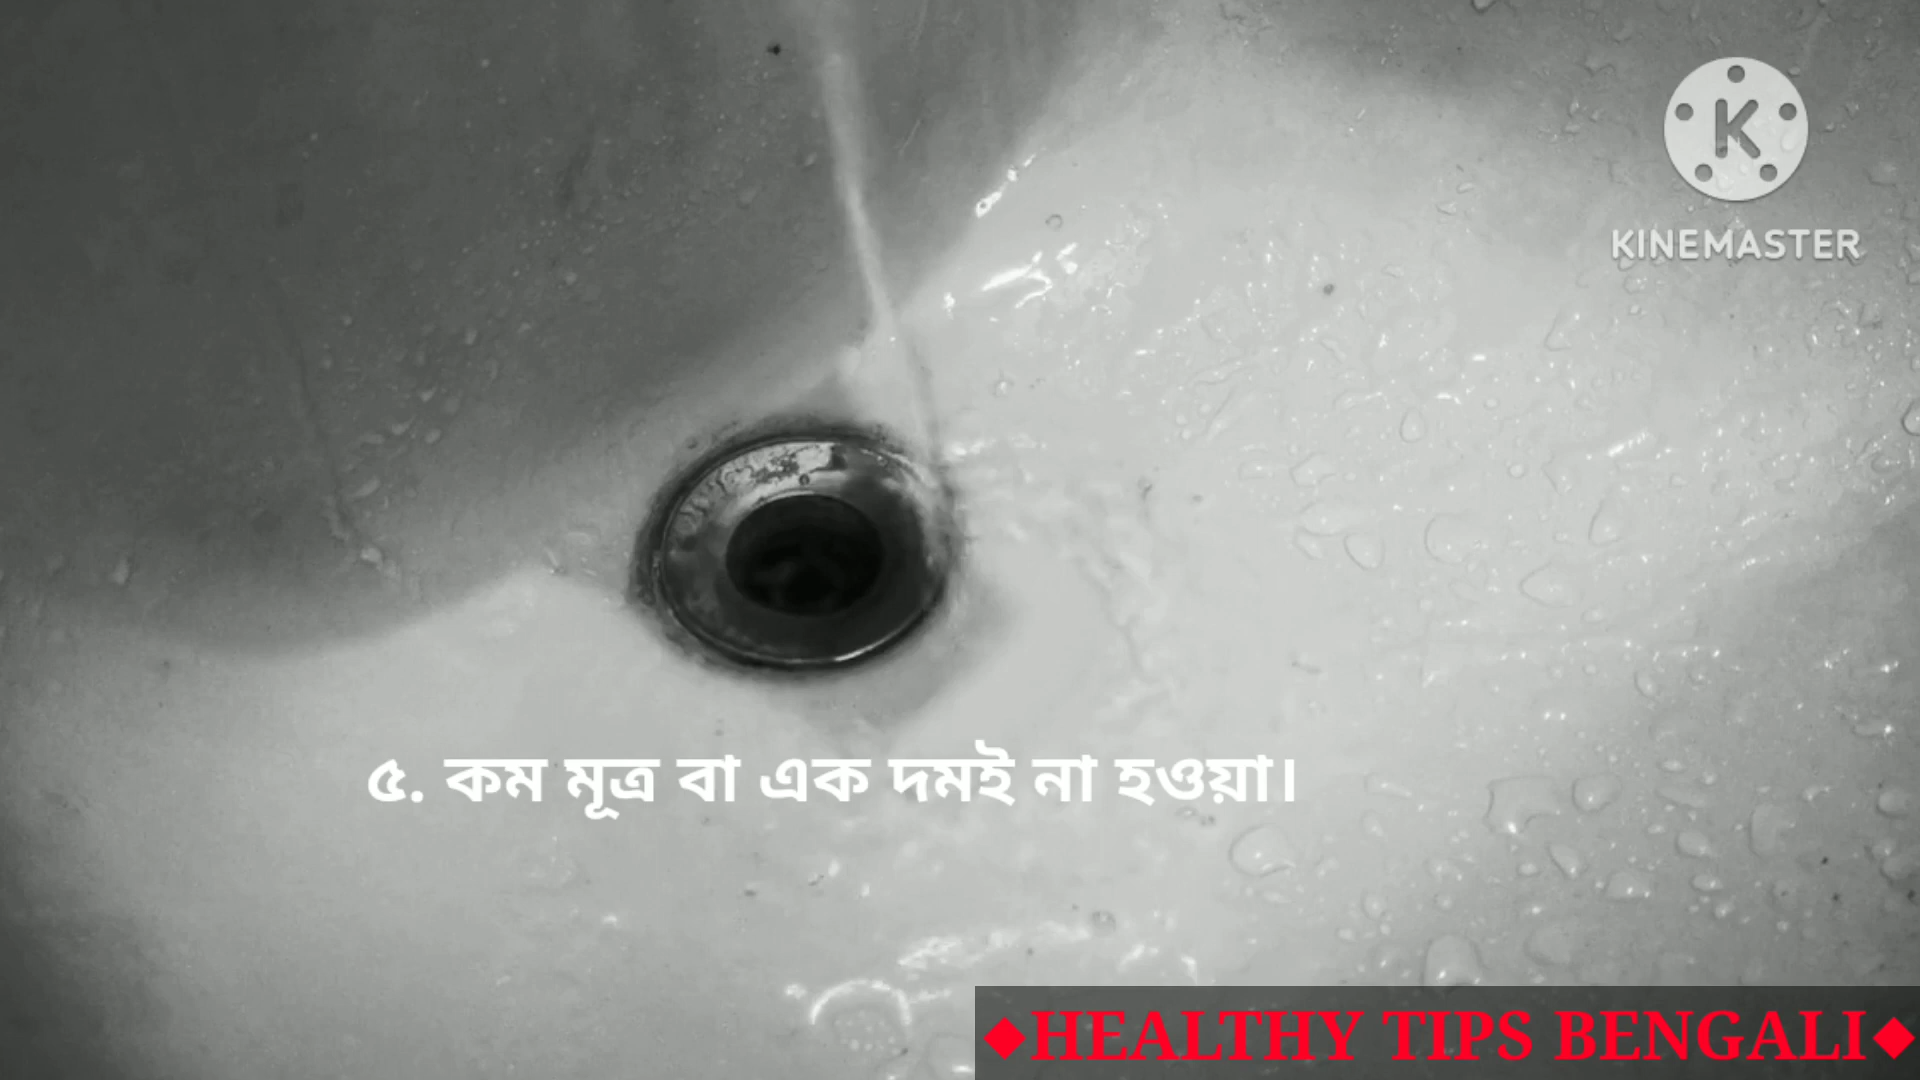 K
KINEMASTER
৫. কম মূত্র বা এক দমই না হওয়া।
◆HEALTHY TIPS BENGALI◆